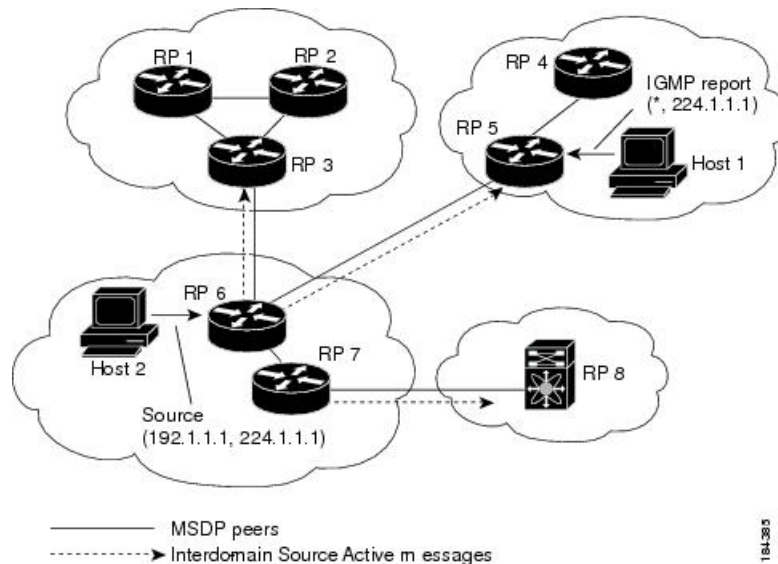 RP 1
RP 2
RP 3
RP 4
IGMP report
(*, 224.1.1.1)
RP 5
Host 1
RP 6
Host 2
RP 7
RP 8
Source
(192.1.1.1, 224.1.1.1)
MSDP peers
Interdomain Source Active messages
184385